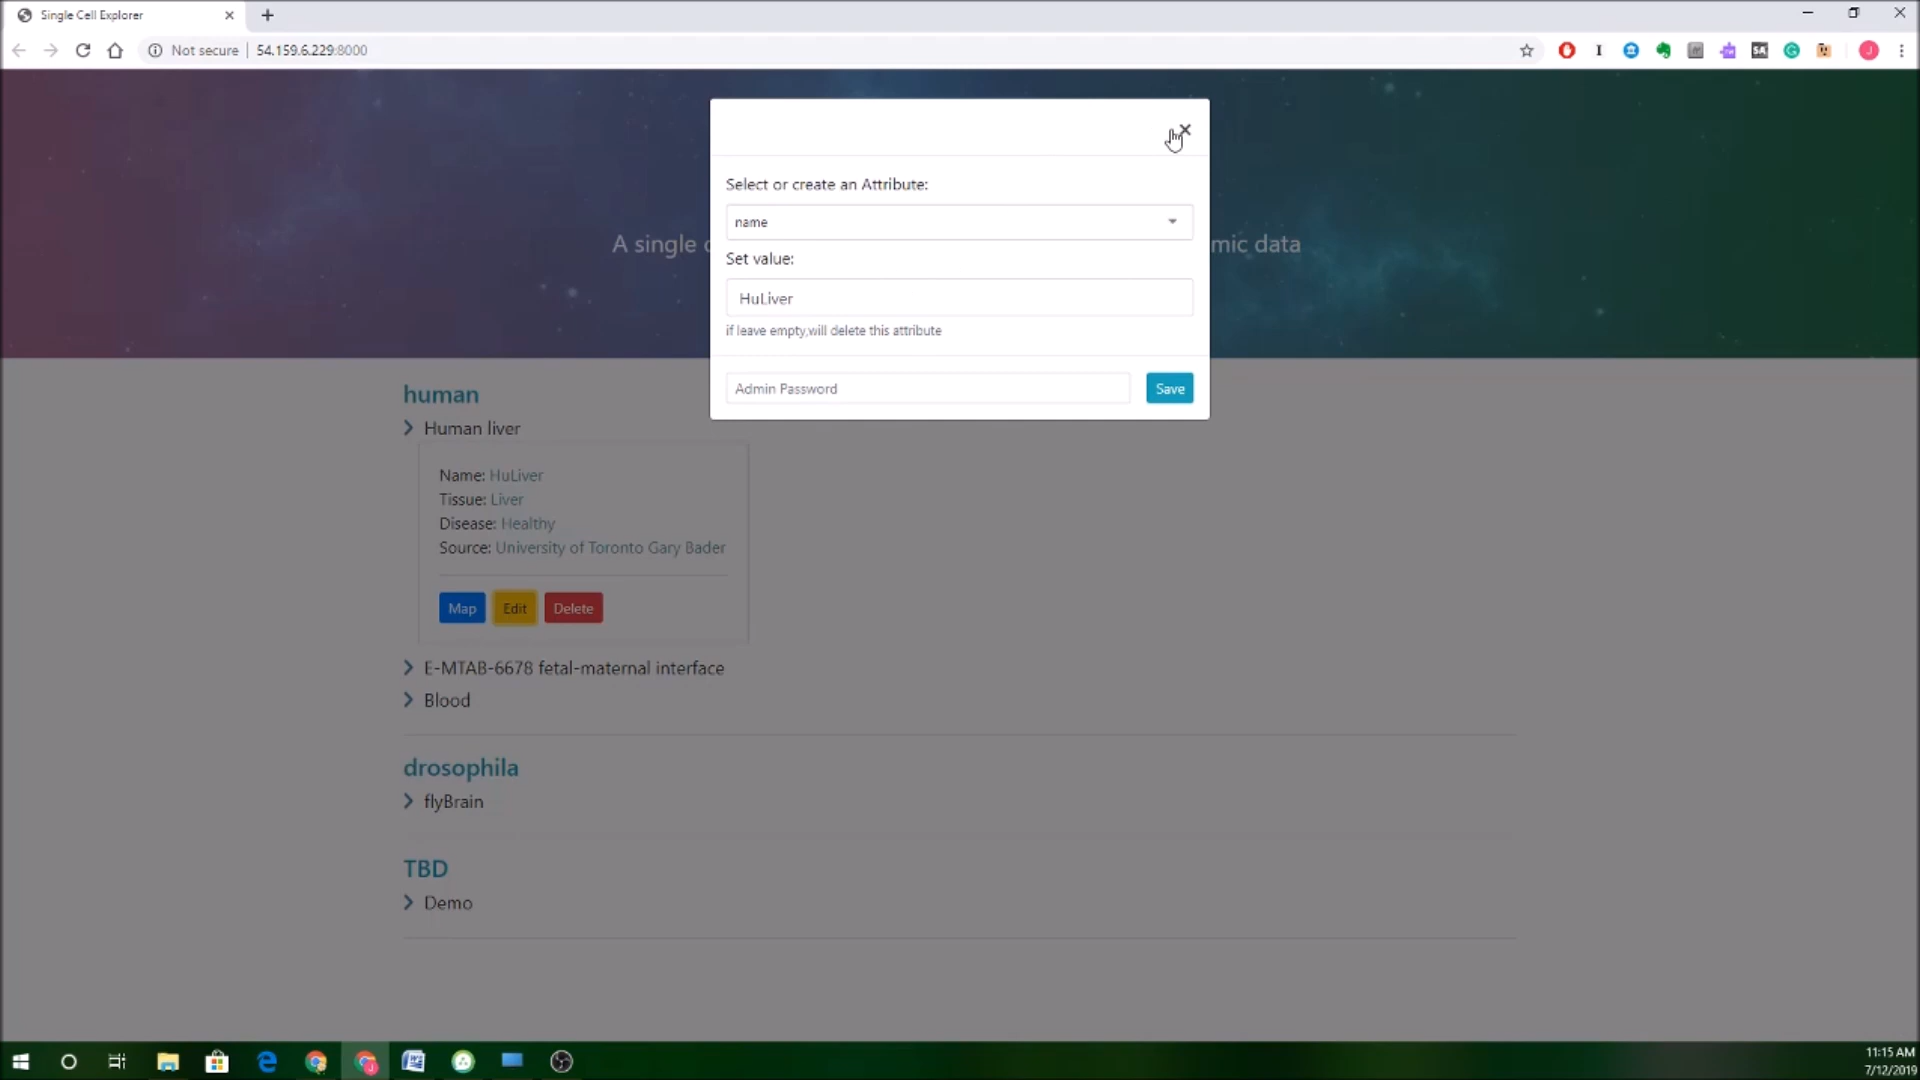 Single Cell Explorer
Not secure 54.159.6.229:8000
A single
mic data
Select or create an Attribute:
name
Set value:
HuLiver
if leave empty,will delete this attribute
Admin Password
Save
human
Human liver
Name: HuLiver
Tissue: Liver
Disease: Healthy
Source: University of Toronto Gary Bader
Map Edit Delete
E-MTAB-6678 fetal-maternal interface
Blood
drosophila
flyBrain
TBD
Demo
11:15 AM
7/12/2019